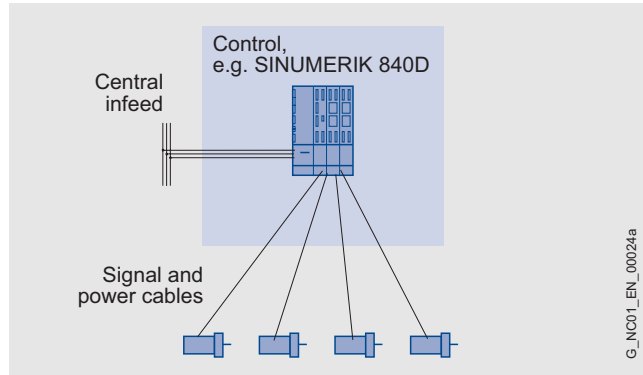 Control,
e.g. SINUMERIK 840D
Central
infeed
Signal and
power cables
G_NC01_EN_00024a